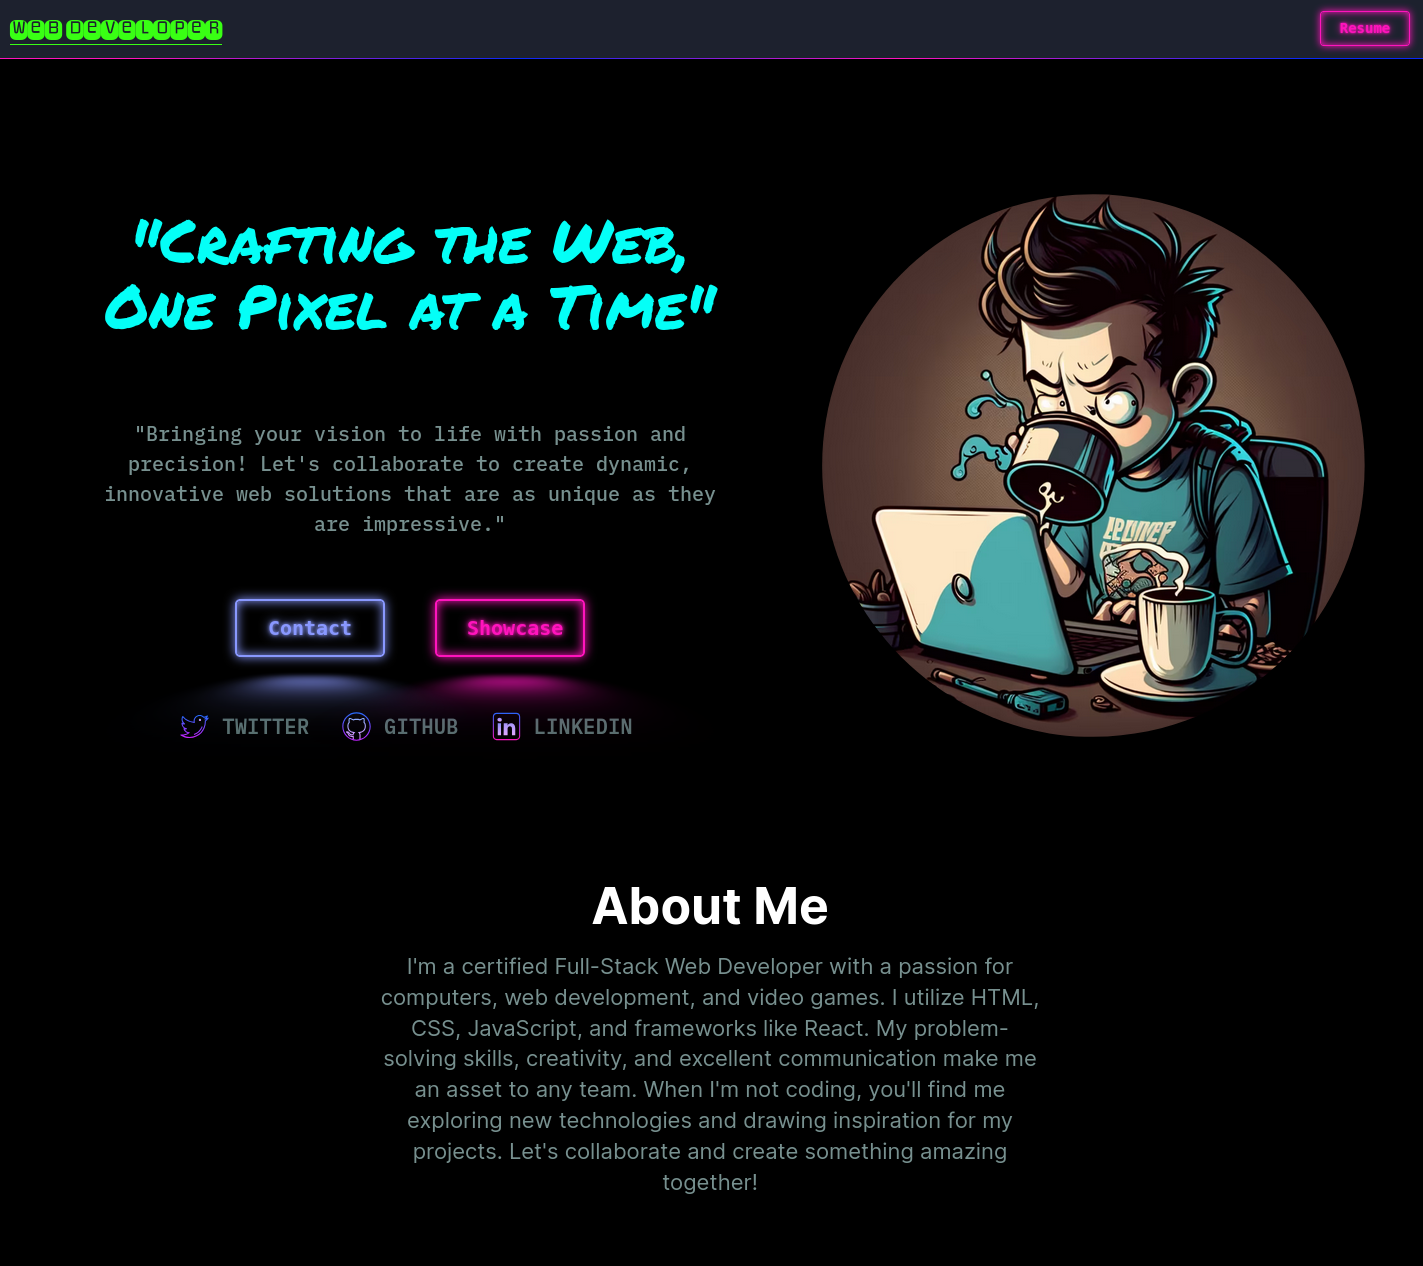 WEB DEVELOPER
Resume
"Crafting the Web,
One Pixel at a Time"
"Bringing your vision to life with passion and
precision! Let's collaborate to create dynamic,
innovative web solutions that are as unique as they
are impressive."
Contact
Showcase
TWITTER
GITHUB
in LINKEDIN
About Me
I'm a certified Full-Stack Web Developer with a passion for
computers, web development, and video games. I utilize HTML,
CSS, JavaScript, and frameworks like React. My problem-
solving skills, creativity, and excellent communication make me
an asset to any team. When I'm not coding, you'll find me
exploring new technologies and drawing inspiration for my
projects. Let's collaborate and create something amazing
together!